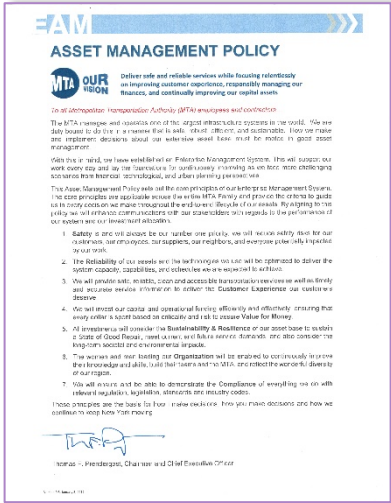 EAM
ASSET MANAGEMENT POLICY
MTA OUR VISION
Deliver safe and reliable services while focusing relentlessly
on improving customer experience, responsibly managing our
finances, and continually improving our capital assets
To all Metropolitan Transportation Authority (MTA) employees and contractors
The MTA manages and operates one of the largest infrastructure systems in the world. We are
duty bound to do this in a manner that is safe, robust, efficient, and sustainable. How we make
and implement decisions about our extensive asset base must be rooted in good asset
management.
With this in mind, we have established an Enterprise Management System. This will support our
work every day and lay the foundations for continuously improving as we face more challenging
scenarios from financial, technological, and urban planning perspectives.
This Asset Management Policy sets out the core principles of our Enterprise Management System.
The core principles are applicable across the entire MTA Family and provide the criteria to guide
us in every decision we make throughout the end-to-end lifecycle of our assets. By aligning to this
policy we will enhance communications with our stakeholders with regards to the performance of
our system and our investment allocation.
1. Safety is and will always be our number one priority, we will reduce safety risks for our
customers, our employees, our suppliers, our neighbors, and everyone potentially impacted
by our work.
2. The Reliability of our assets and the technologies we use will be optimized to deliver the
system capacity, capabilities, and schedules we are expected to achieve.
3. We will provide safe, reliable, clean and accessible transportation services as well as timely
and accurate service information to deliver the Customer Experience our customers
deserve
4. We will invest our capital and operational funding efficiently and effectively, ensuring that
every dollar is spent based on criticality and risk to assure Value for Money.
5. All investments will consider the Sustainability & Resilience of our asset base to sustain
a State of Good Repair, meet current and future service demands, and also consider the
long-term societal and environmental impacts.
6. The women and men leading our Organization will be enabled to continuously improve
their knowledge and skills, build their teams and the MTA, and reflect the wonderful diversity
of our region.
7. We will ensure and be able to demonstrate the Compliance of everything we do with
relevant regulation, legislation, standards and industry codes.
These principles are the basis for how I make decisions, how you make decisions and how we
continue to keep New York moving.
Thomas F. Prendergast, Chairman and Chief Executive Officer